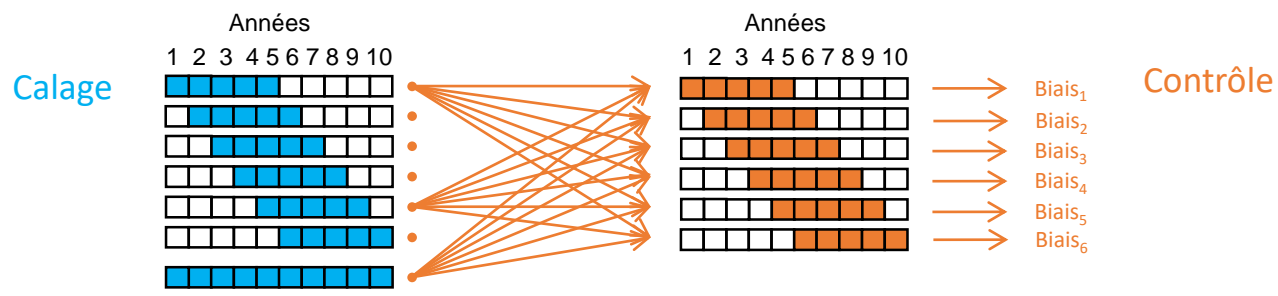 Années
Années
1 2 3 4 5 6 7 8 9 10
1 2 3 4 5 6 7 8 9 10
Calage
Contrôle
Biais₁
Biais₂
Biais₃
Biais₄
Biais₅
Biais₆